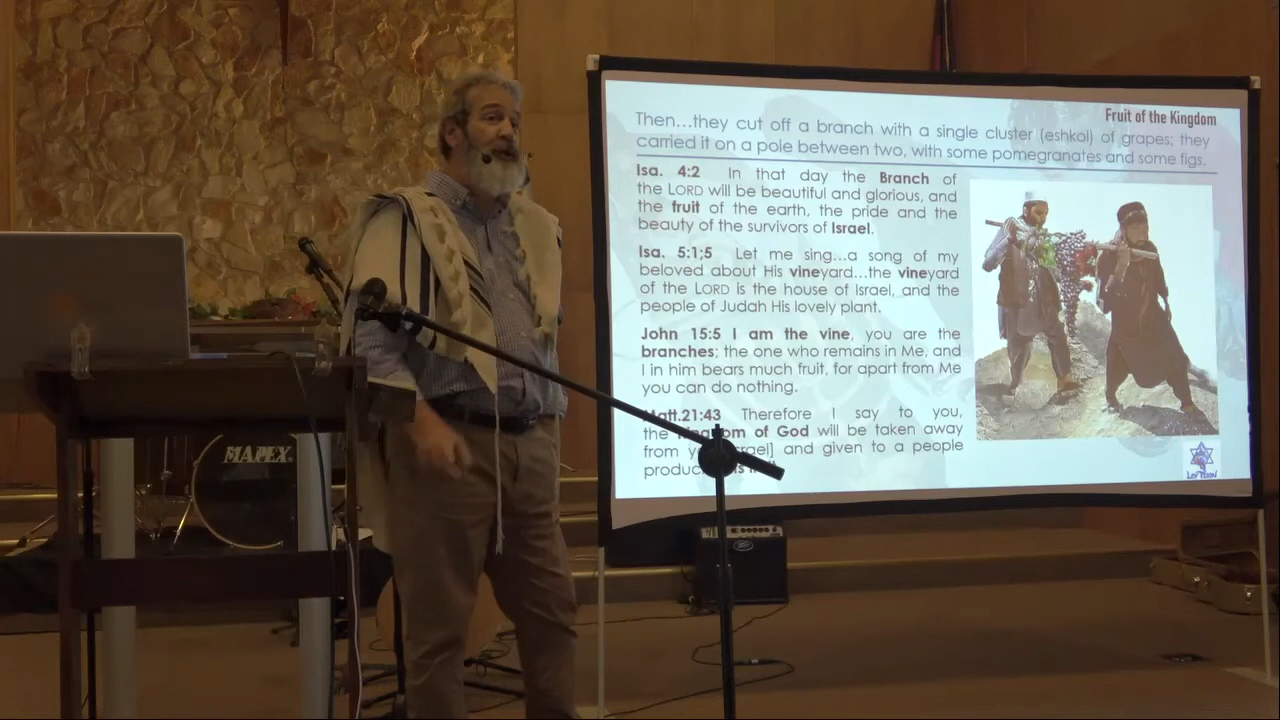 Fruit of the Kingdom
Then…they cut off a branch with a single cluster (eshkol) of grapes; they
carried it on a pole between two, with some pomegranates and some figs.
Isa. 4:2 In that day the Branch of
the LORD will be beautiful and glorious, and
the fruit of the earth, the pride and the
beauty of the survivors of Israel.
Isa. 5:1;5 Let me sing…a song of my
beloved about His vineyard…the vineyard
of the LORD is the house of Israel, and the
people of Judah His lovely plant.
John 15:5 I am the vine, you are the
branches; the one who remains in Me, and
I in him bears much fruit, for apart from Me
you can do nothing.
Matt.21:43 Therefore I say to you,
the of God will be taken away
from and given to a people
MAPEX